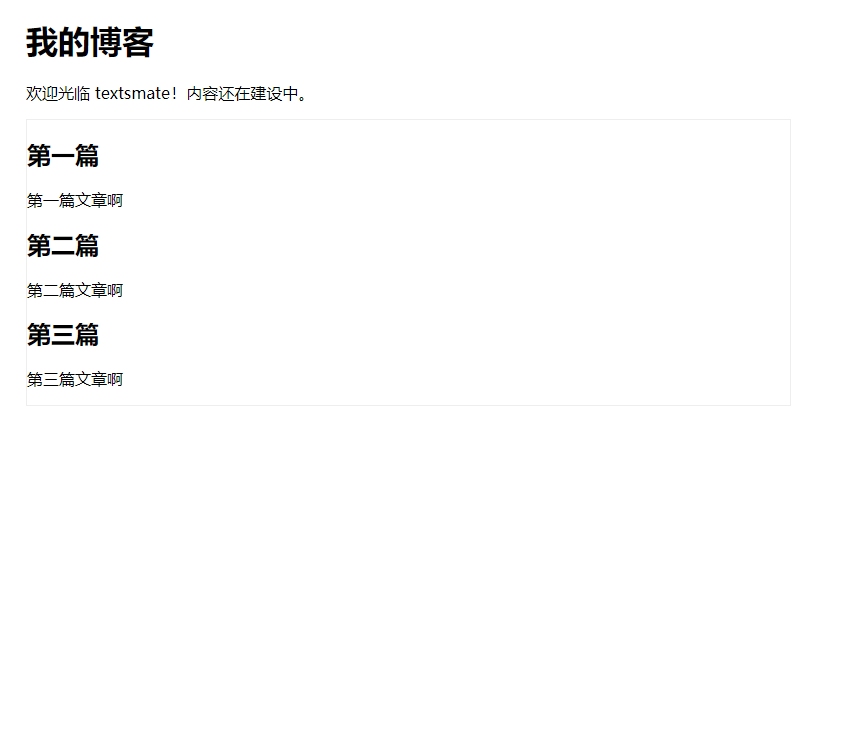 我的博客
欢迎光临 textsmate！内容还在建设中。
第一篇
第一篇文章啊
第二篇
第二篇文章啊
第三篇
第三篇文章啊